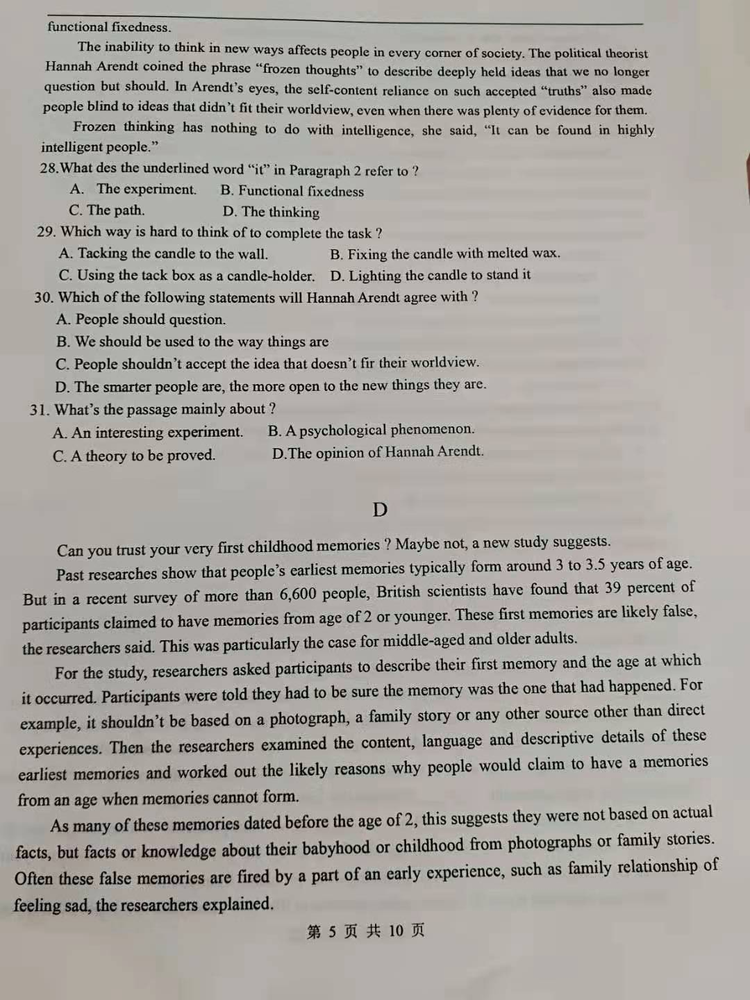 functional fixedness.
The inability to think in new ways affects people in every corner of society. The political theorist
Hannah Arendt coined the phrase “frozen thoughts” to describe deeply held ideas that we no longer
question but should. In Arendt’s eyes, the self-content reliance on such accepted “truths” also made
people blind to ideas that didn’t fit their worldview, even when there was plenty of evidence for them.
Frozen thinking has nothing to do with intelligence, she said, “It can be found in highly
intelligent people.”
28.What des the underlined word “it” in Paragraph 2 refer to ?
A. The experiment. B. Functional fixedness
C. The path. D. The thinking
29. Which way is hard to think of to complete the task ?
A. Tacking the candle to the wall. B. Fixing the candle with melted wax.
C. Using the tack box as a candle-holder. D. Lighting the candle to stand it
30. Which of the following statements will Hannah Arendt agree with ?
A. People should question.
B. We should be used to the way things are
C. People shouldn’t accept the idea that doesn’t fir their worldview.
D. The smarter people are, the more open to the new things they are.
31. What’s the passage mainly about ?
A. An interesting experiment. B. A psychological phenomenon.
C. A theory to be proved. D.The opinion of Hannah Arendt.
D
Can you trust your very first childhood memories ? Maybe not, a new study suggests.
Past researches show that people’s earliest memories typically form around 3 to 3.5 years of age.
But in a recent survey of more than 6,600 people, British scientists have found that 39 percent of
participants claimed to have memories from age of 2 or younger. These first memories are likely false,
the researchers said. This was particularly the case for middle-aged and older adults.
For the study, researchers asked participants to describe their first memory and the age at which
it occurred. Participants were told they had to be sure the memory was the one that had happened. For
example, it shouldn’t be based on a photograph, a family story or any other source other than direct
experiences. Then the researchers examined the content, language and descriptive details of these
earliest memories and worked out the likely reasons why people would claim to have a memories
from an age when memories cannot form.
As many of these memories dated before the age of 2, this suggests they were not based on actual
facts, but facts or knowledge about their babyhood or childhood from photographs or family stories.
Often these false memories are fired by a part of an early experience, such as family relationship of
feeling sad, the researchers explained.
第 5 页 共 10 页